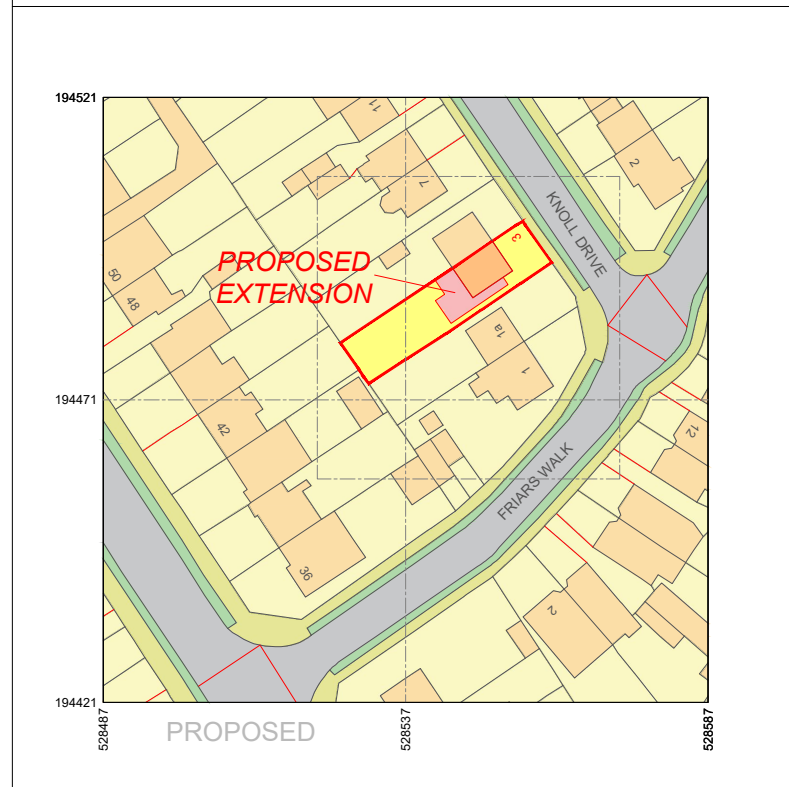 194521
11
2
7
KNOLL DRIVE
3
PROPOSED
EXTENSION
50
48
1a
1
194471
42
12
FRIARS WALK
36
2
194421
528487
528537
528587
PROPOSED